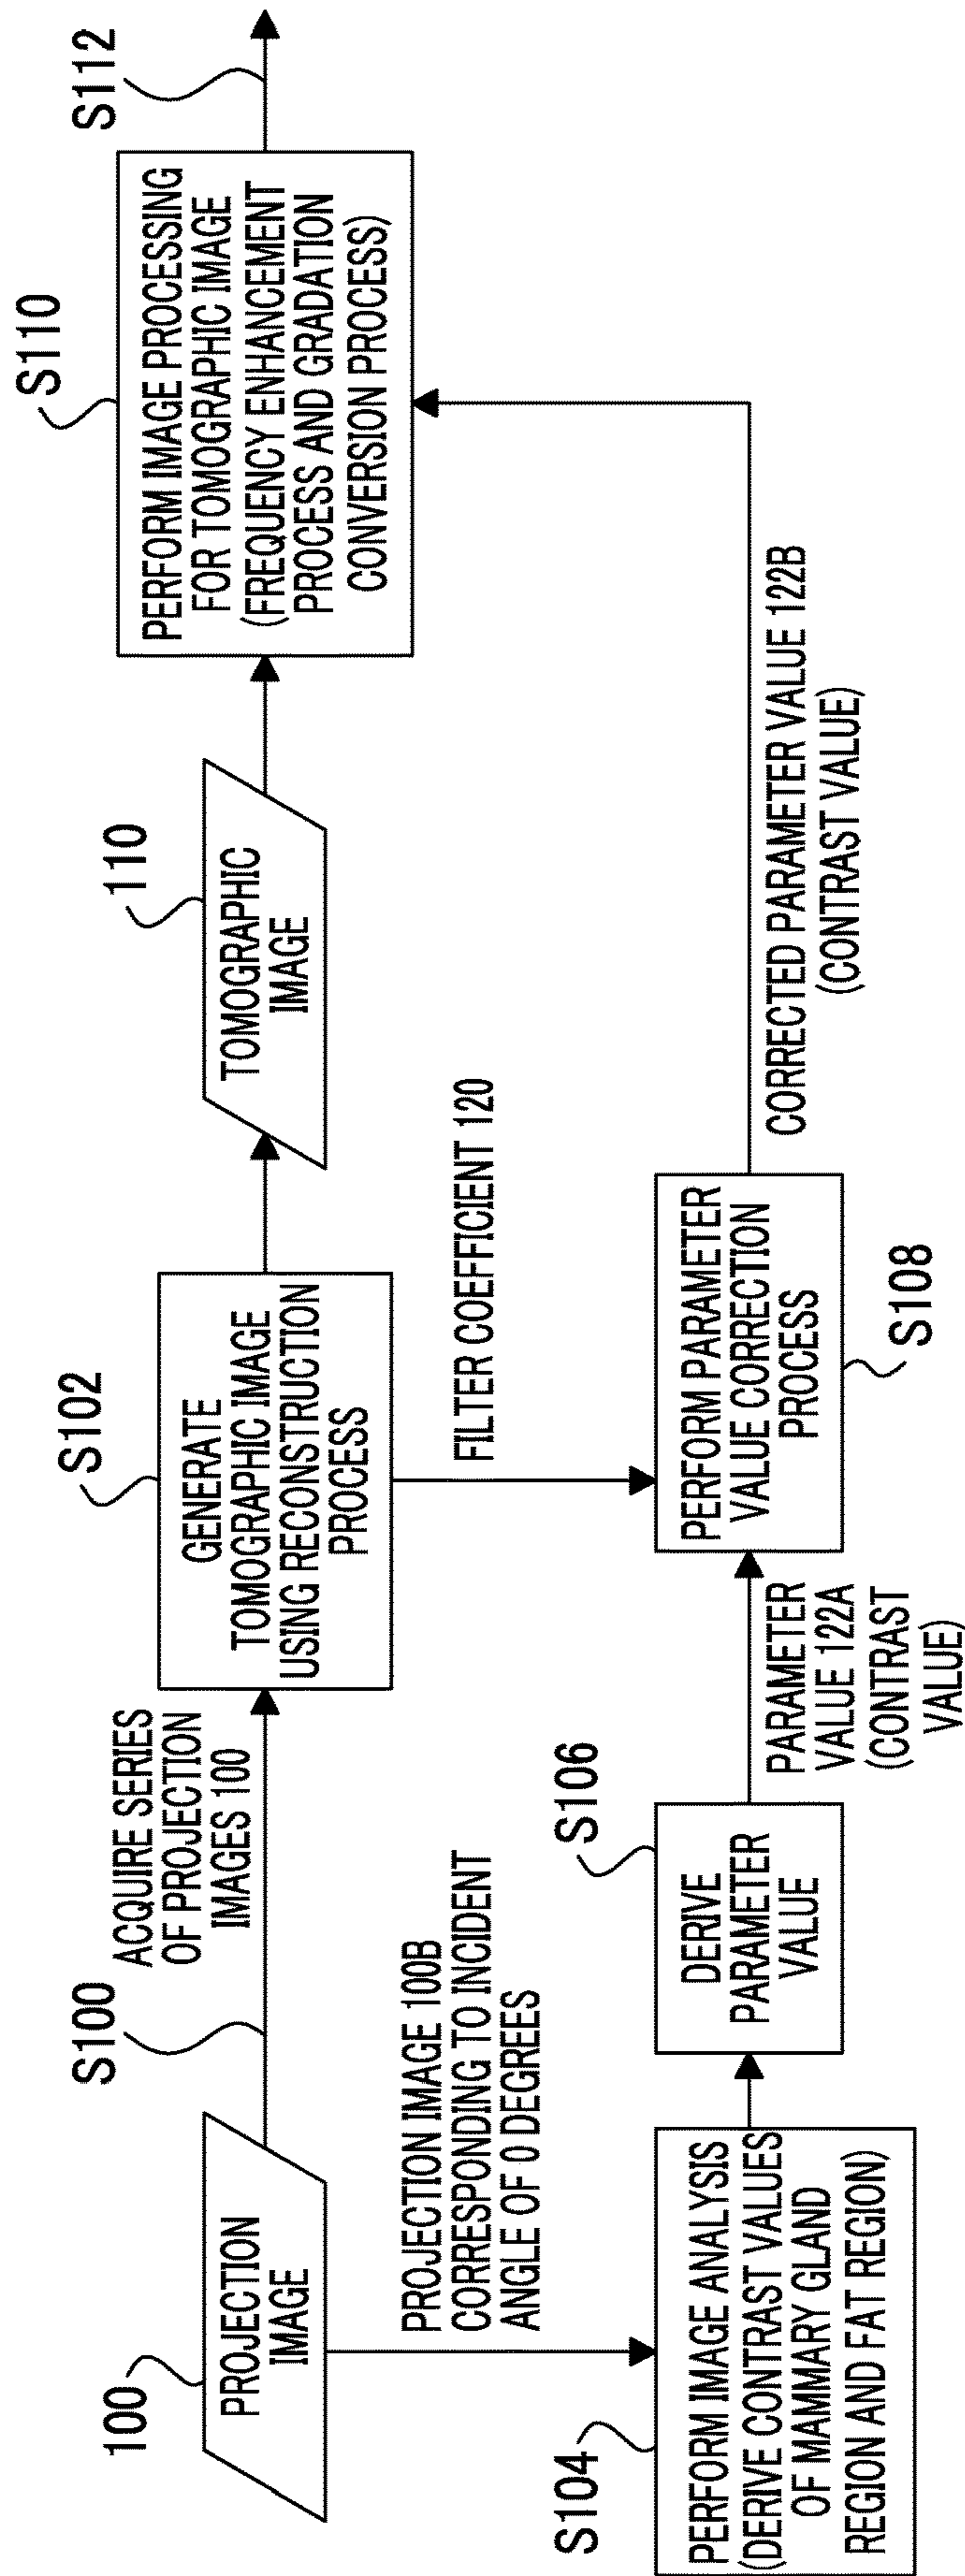 100
PROJECTION
IMAGE
S100
ACQUIRE SERIES
OF PROJECTION
IMAGES 100
S102
GENERATE
TOMOGRAPHIC IMAGE
USING RECONSTRUCTION
PROCESS
110
TOMOGRAPHIC
IMAGE
S110
PERFORM IMAGE PROCESSING
FOR TOMOGRAPHIC IMAGE
(FREQUENCY ENHANCEMENT
PROCESS AND GRADATION
CONVERSION PROCESS)
S112
PROJECTION IMAGE 100B
CORRESPONDING TO INCIDENT
ANGLE OF 0 DEGREES
FILTER COEFFICIENT 120
S104
PERFORM IMAGE ANALYSIS
(DERIVE CONTRAST VALUES
OF MAMMARY GLAND
REGION AND FAT REGION)
S106
DERIVE
PARAMETER
VALUE
PARAMETER
VALUE 122A
(CONTRAST
VALUE)
PERFORM PARAMETER
VALUE CORRECTION
PROCESS
S108
CORRECTED PARAMETER VALUE 122B
(CONTRAST VALUE)